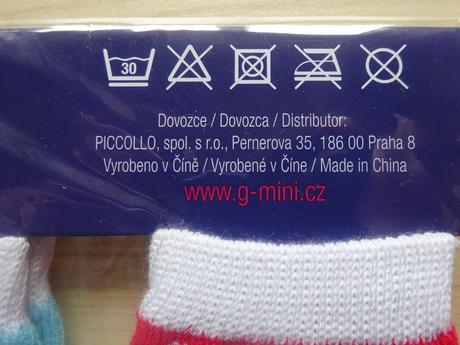 30
Dovozce / Dovozca / Distributor:
PICCOLLO, spol. s r.o., Pernerova 35, 186 00 Praha 8
Vyrobeno v Číně / Vyrobené v Číne / Made in China
www.g-mini.cz